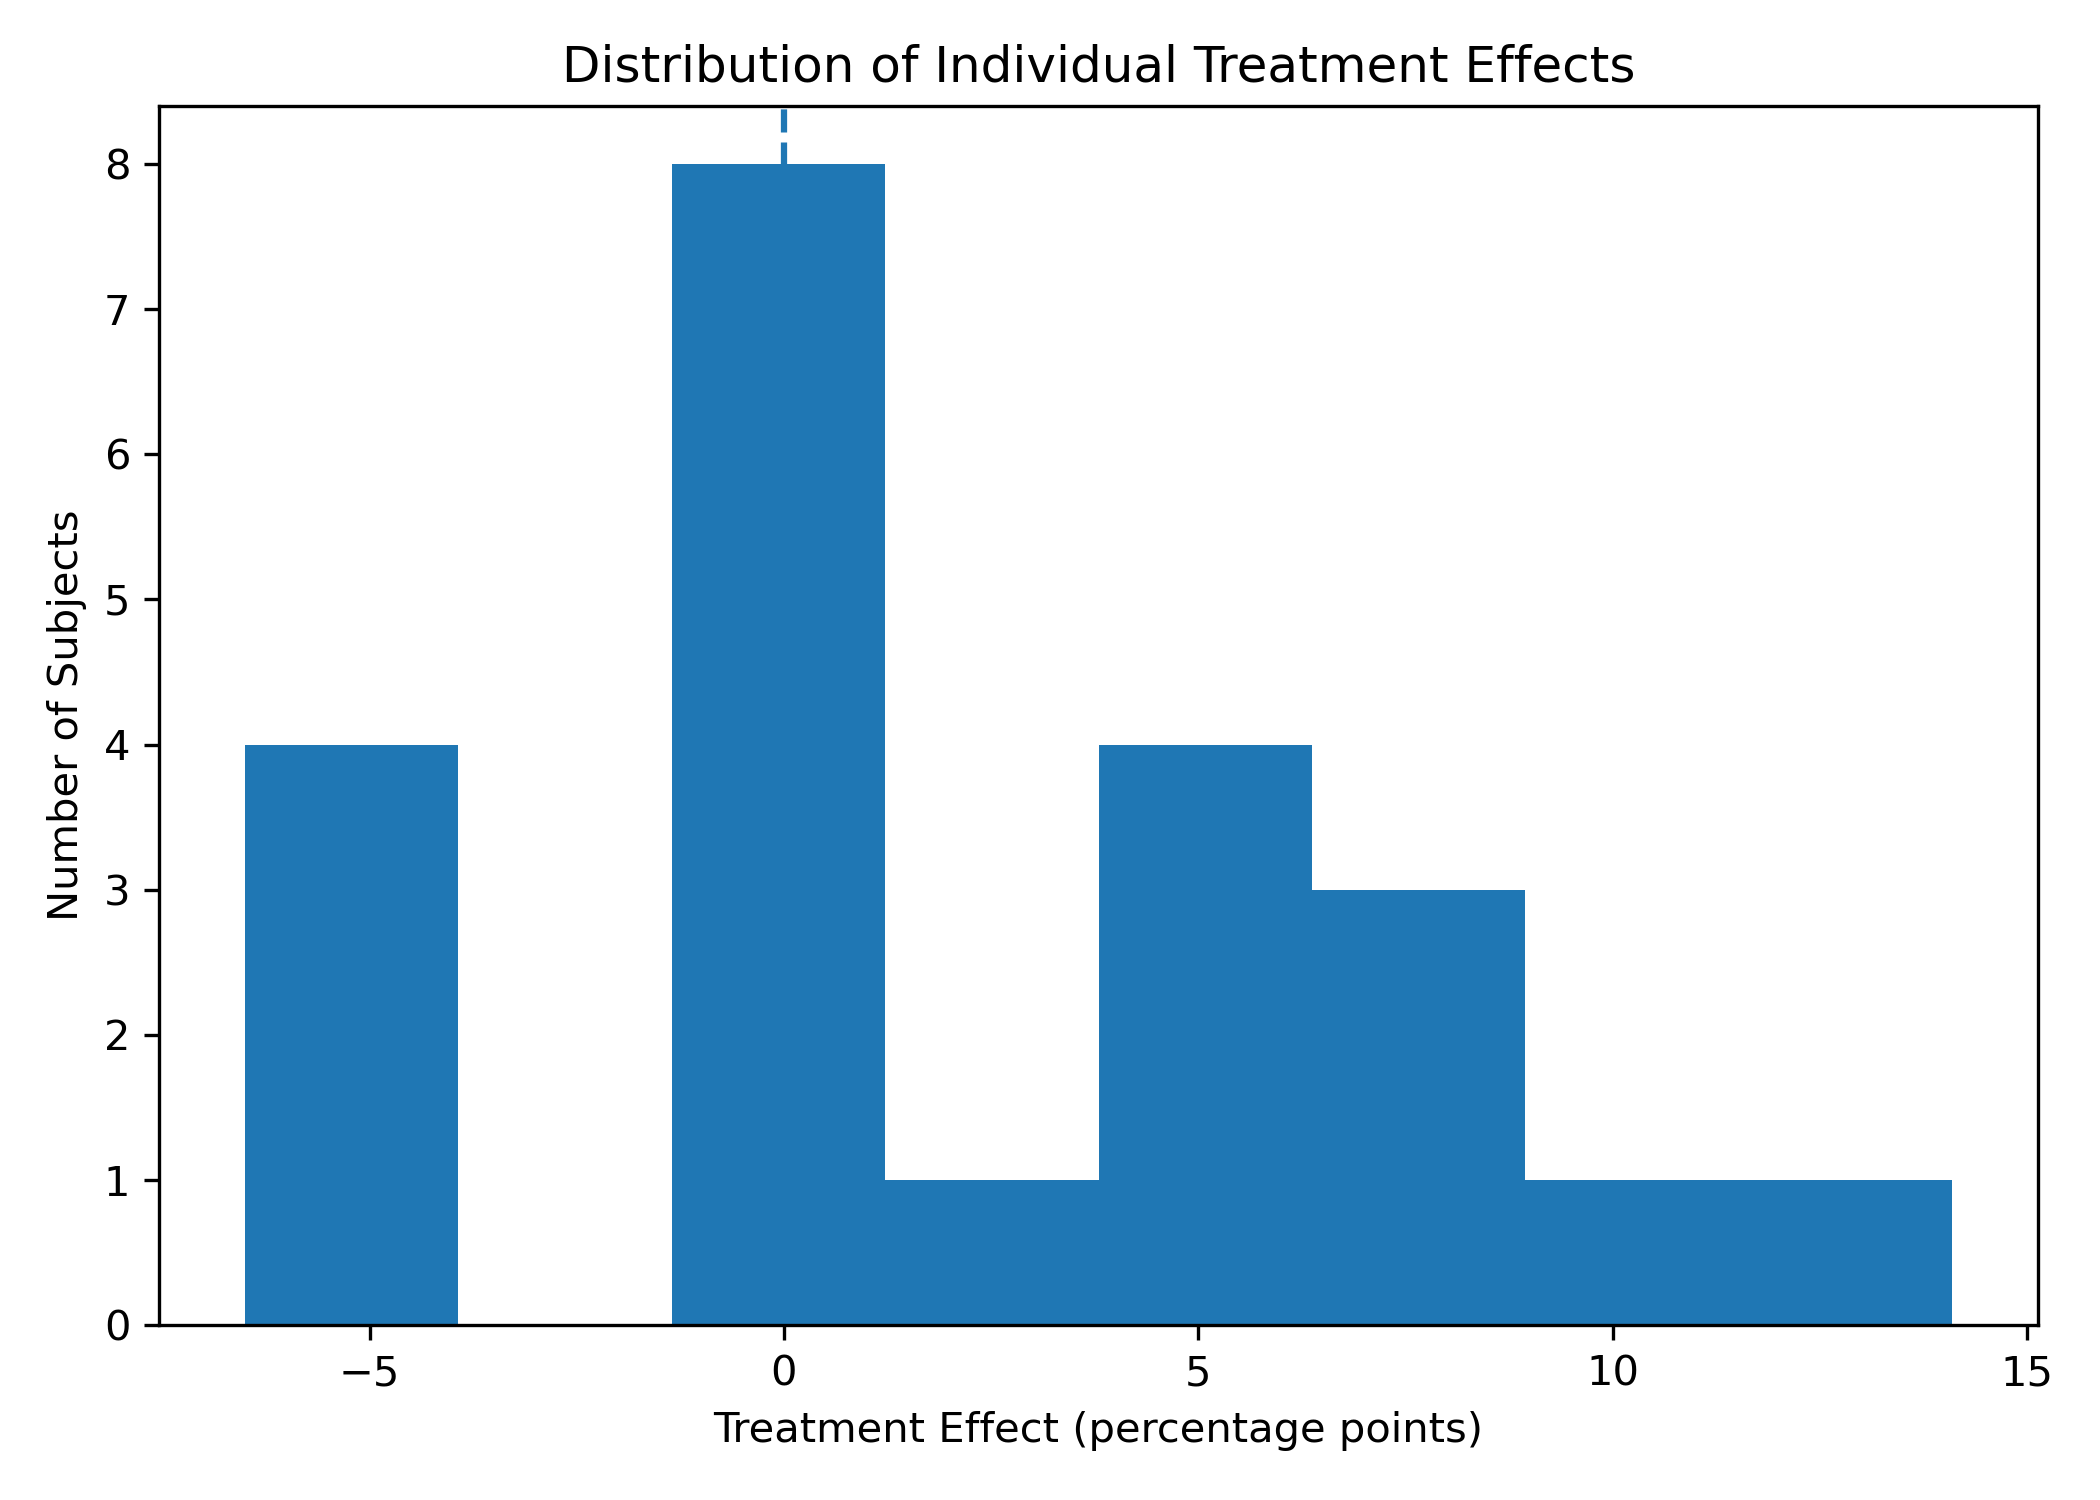 Distribution of Individual Treatment Effects
Number of Subjects
8
7
6
5
4
3
2
1
0
−5 0 5 10 15
Treatment Effect (percentage points)